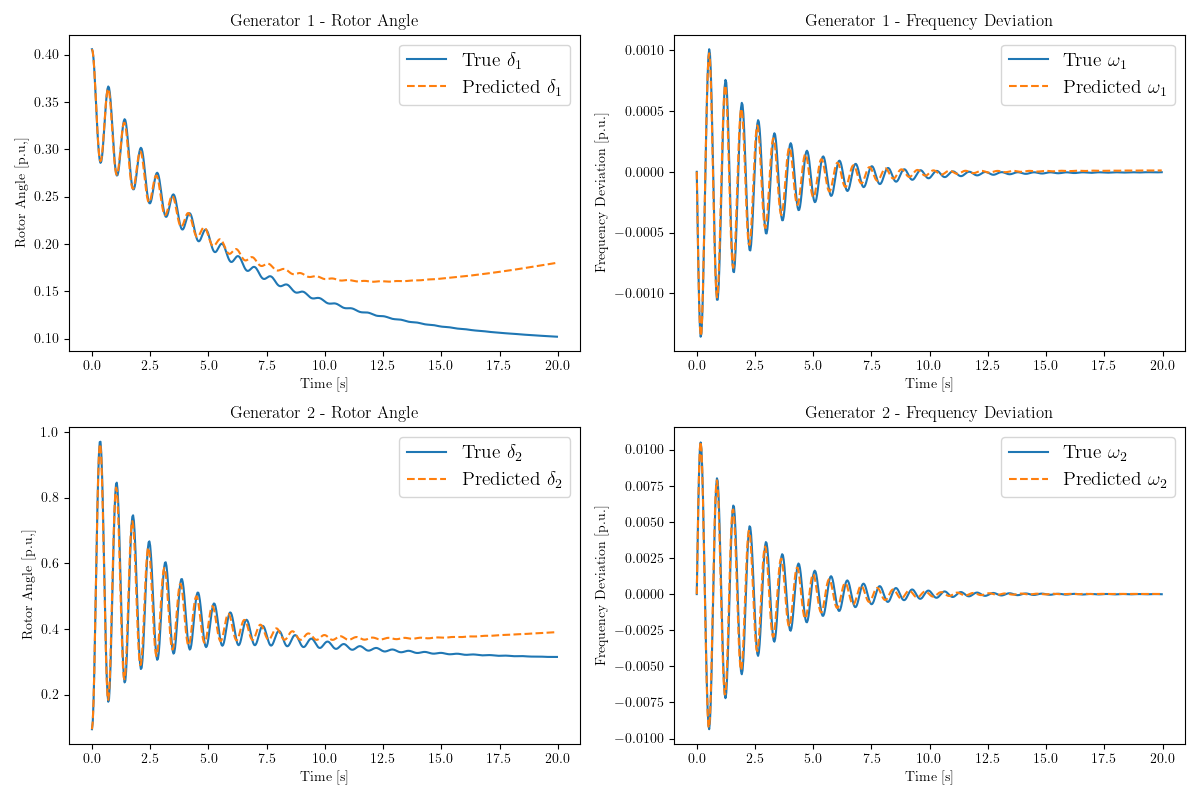 Generator 1 - Rotor Angle
0.40
0.35
0.30
0.25
0.20
0.15
0.10
Rotor Angle [p.u.]
True δ₁
Predicted δ₁
0.0 2.5 5.0 7.5 10.0 12.5 15.0 17.5 20.0
Time [s]
Generator 1 - Frequency Deviation
0.0010
0.0005
0.0000
−0.0005
−0.0010
Frequency Deviation [p.u.]
True ω₁
Predicted ω₁
0.0 2.5 5.0 7.5 10.0 12.5 15.0 17.5 20.0
Time [s]
Generator 2 - Rotor Angle
1.0
0.8
0.6
0.4
0.2
Rotor Angle [p.u.]
True δ₂
Predicted δ₂
0.0 2.5 5.0 7.5 10.0 12.5 15.0 17.5 20.0
Time [s]
Generator 2 - Frequency Deviation
0.0100
0.0075
0.0050
0.0025
0.0000
−0.0025
−0.0050
−0.0075
−0.0100
Frequency Deviation [p.u.]
True ω₂
Predicted ω₂
0.0 2.5 5.0 7.5 10.0 12.5 15.0 17.5 20.0
Time [s]